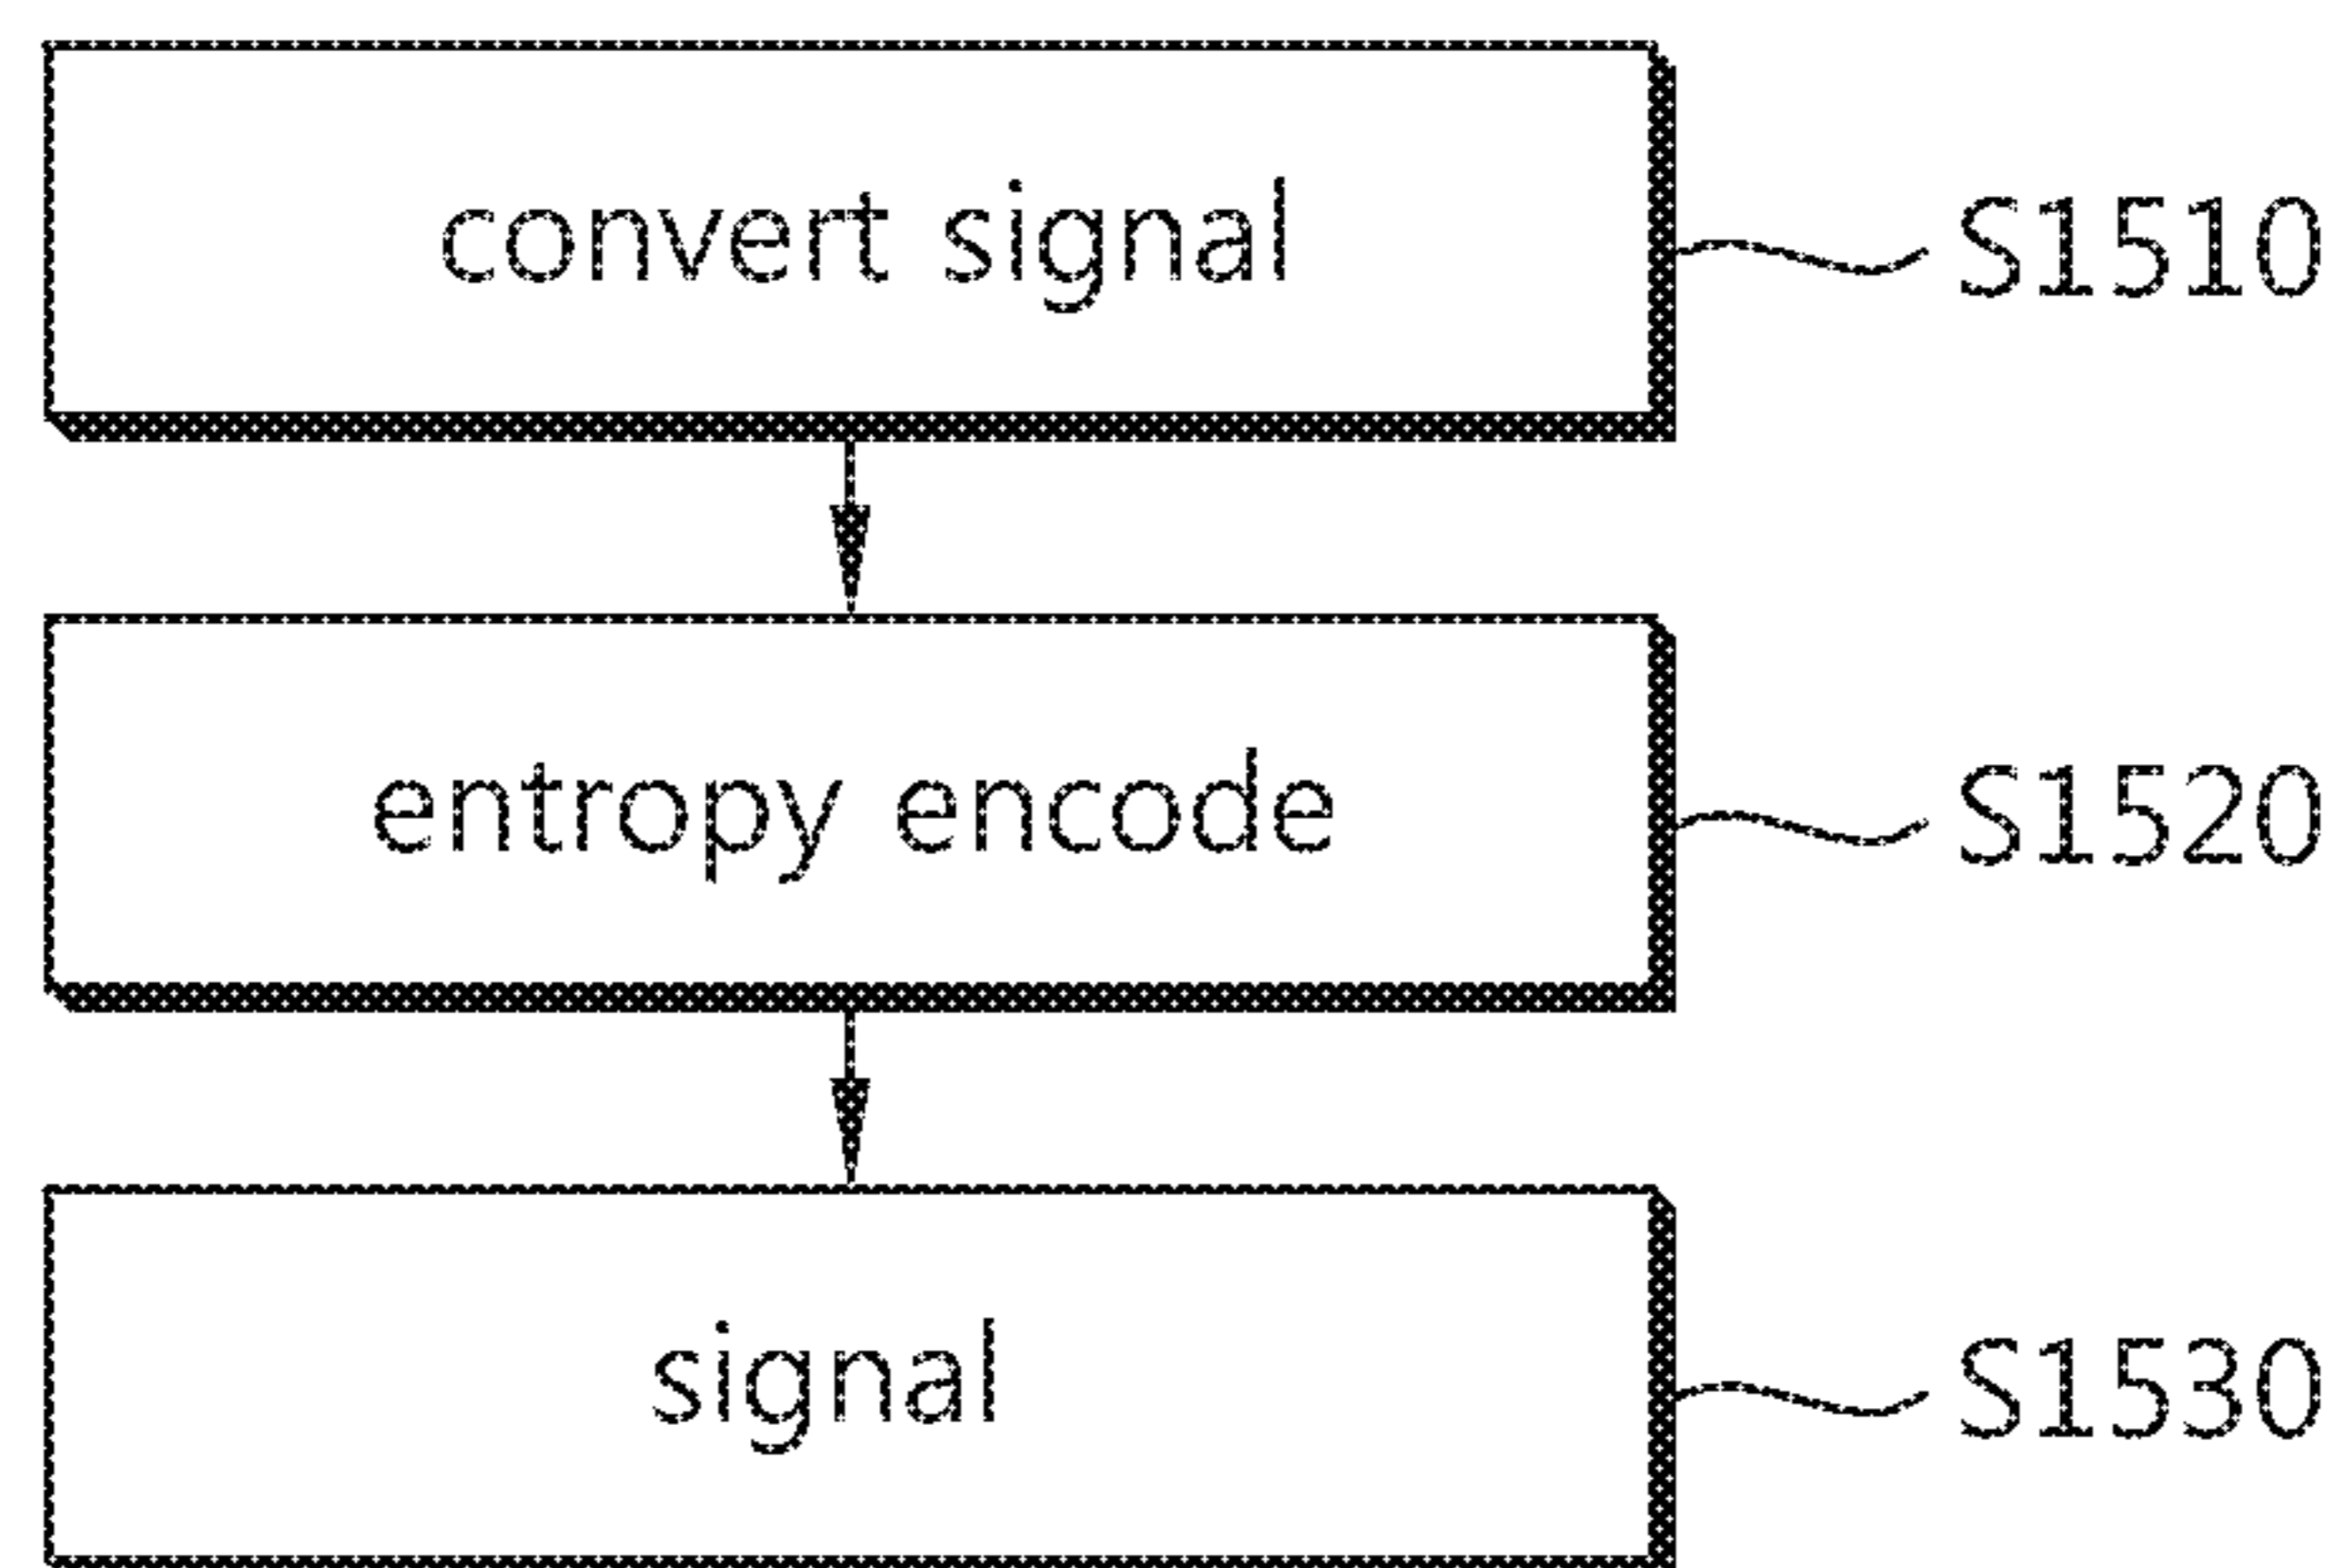 convert signal
S1510
entropy encode
S1520
signal
S1530